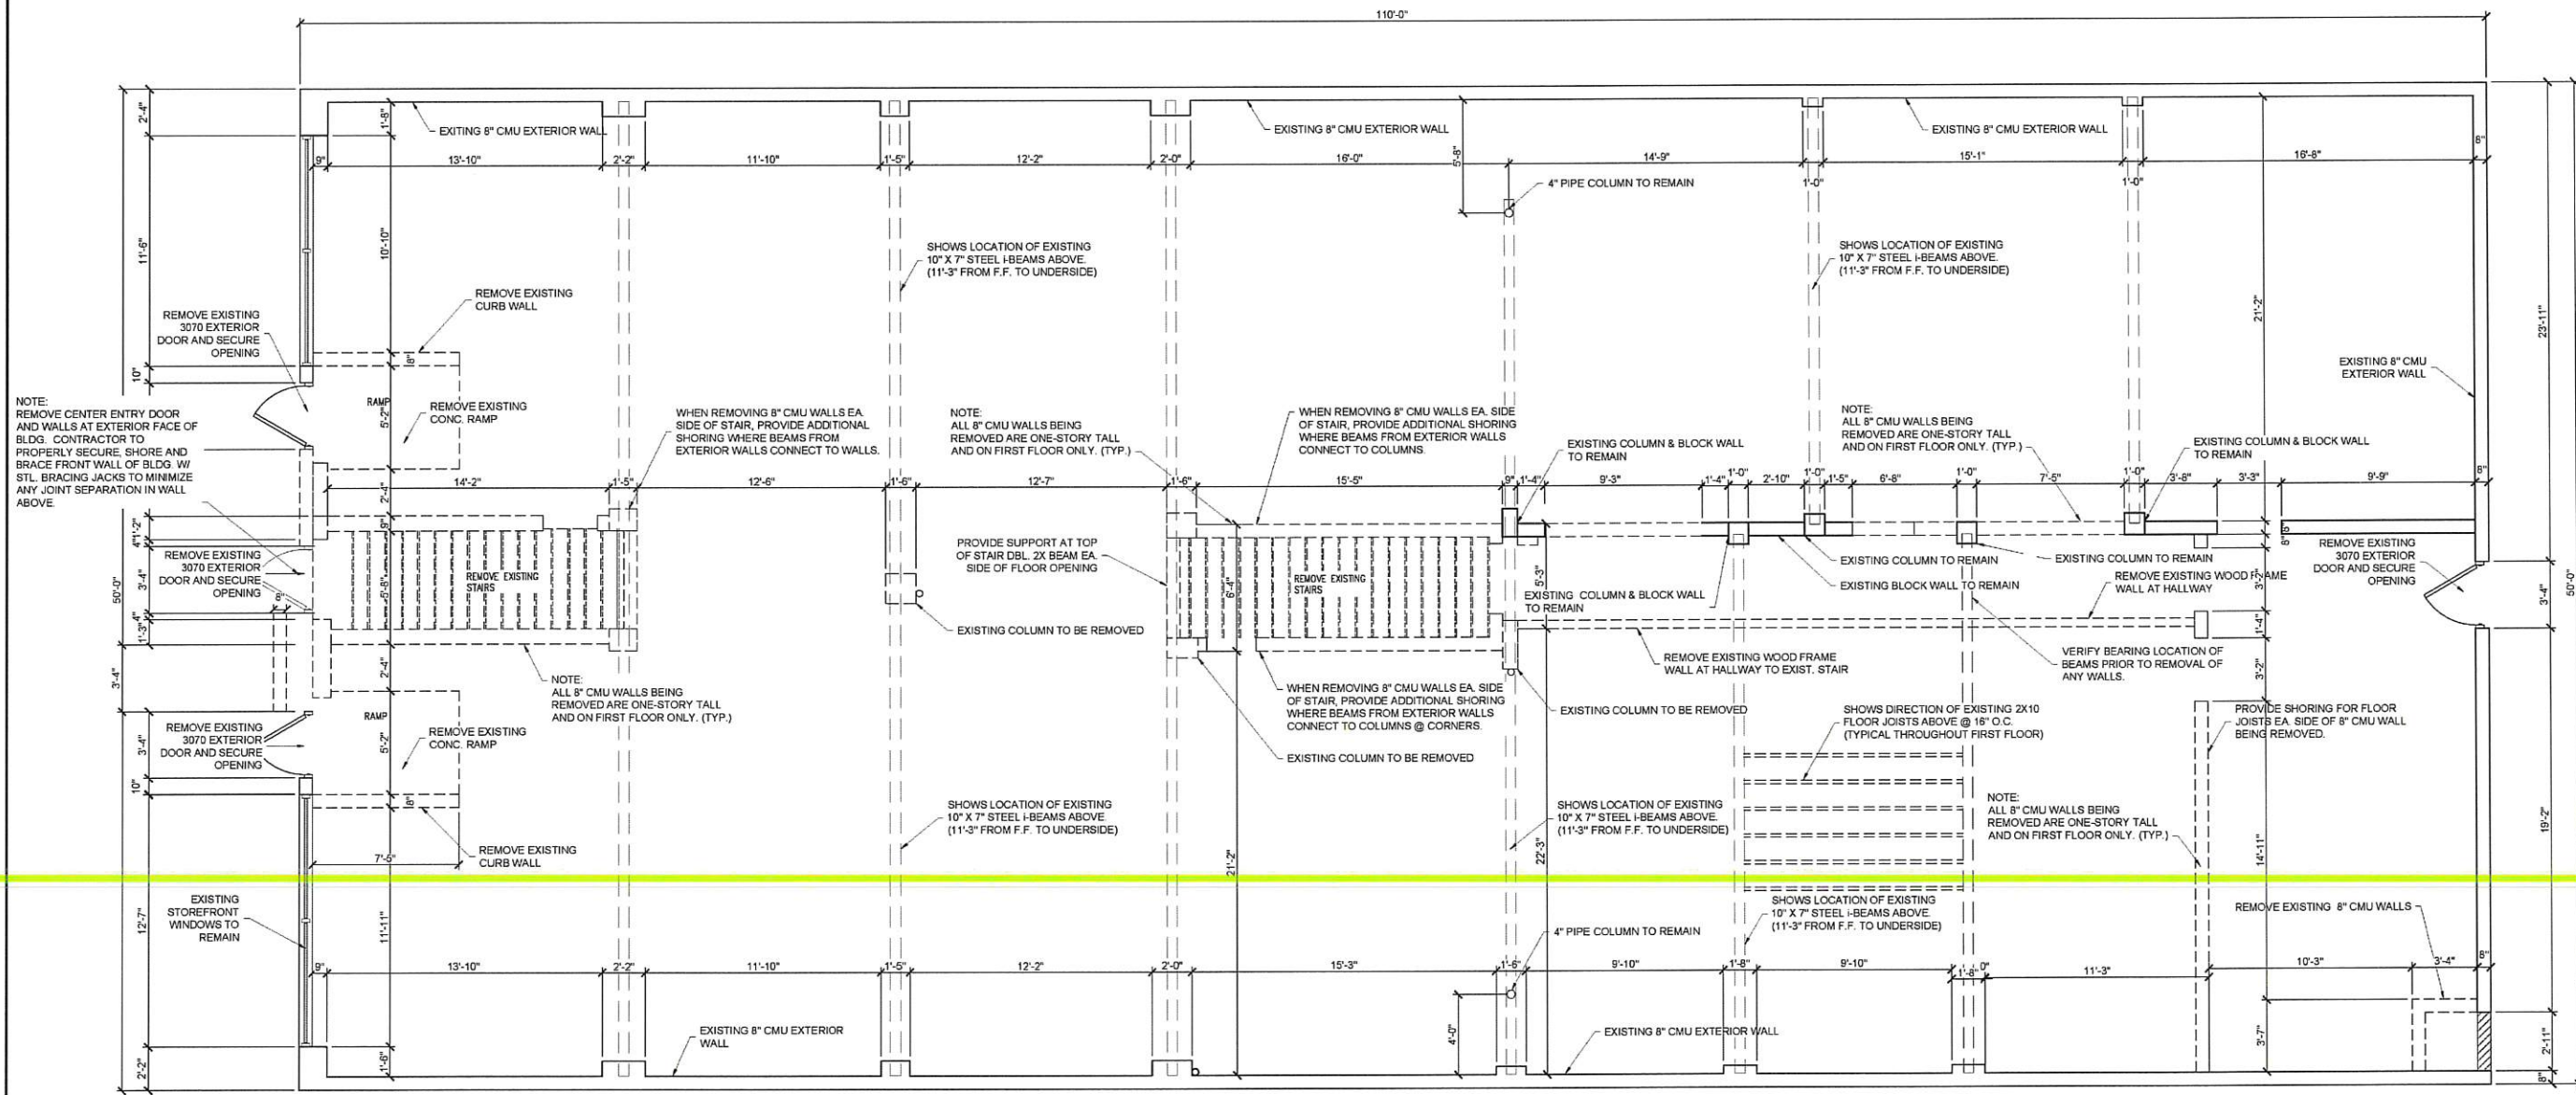 110'-0"
2'-4"
1'-8"
EXITING 8" CMU EXTERIOR WALL
EXISTING 8" CMU EXTERIOR WALL
EXISTING 8" CMU EXTERIOR WALL
9"
13'-10"
2'-2"
11'-10"
1'-5"
12'-2"
2'-0"
16'-0"
5'-8"
14'-9"
15'-1"
16'-8"
8"
4" PIPE COLUMN TO REMAIN
1'-0"
1'-0"
11'-6"
10'-10"
SHOWS LOCATION OF EXISTING
10" X 7" STEEL I-BEAMS ABOVE.
(11'-3" FROM F.F. TO UNDERSIDE)
SHOWS LOCATION OF EXISTING
10" X 7" STEEL I-BEAMS ABOVE.
(11'-3" FROM F.F. TO UNDERSIDE)
21'-2"
23'-11"
REMOVE EXISTING
CURB WALL
REMOVE EXISTING
3070 EXTERIOR
DOOR AND SECURE
OPENING
8"
10"
EXISTING 8" CMU
EXTERIOR WALL
NOTE:
REMOVE CENTER ENTRY DOOR
AND WALLS AT EXTERIOR FACE OF
BLDG. CONTRACTOR TO
PROPERLY SECURE, SHORE AND
BRACE FRONT WALL OF BLDG. W/
STL. BRACING JACKS TO MINIMIZE
ANY JOINT SEPARATION IN WALL
ABOVE.
RAMP
5'-2"
REMOVE EXISTING
CONC. RAMP
WHEN REMOVING 8" CMU WALLS EA.
SIDE OF STAIR, PROVIDE ADDITIONAL
SHORING WHERE BEAMS FROM
EXTERIOR WALLS CONNECT TO WALLS.
NOTE:
ALL 8" CMU WALLS BEING
REMOVED ARE ONE-STORY TALL
AND ON FIRST FLOOR ONLY. (TYP.)
WHEN REMOVING 8" CMU WALLS EA. SIDE
OF STAIR, PROVIDE ADDITIONAL SHORING
WHERE BEAMS FROM EXTERIOR WALLS
CONNECT TO COLUMNS.
EXISTING COLUMN & BLOCK WALL
TO REMAIN
NOTE:
ALL 8" CMU WALLS BEING
REMOVED ARE ONE-STORY TALL
AND ON FIRST FLOOR ONLY. (TYP.)
EXISTING COLUMN & BLOCK WALL
TO REMAIN
2'-4"
14'-2"
1'-5"
12'-6"
1'-6"
12'-7"
1'-6"
15'-5"
9"
1'-4"
9'-3"
1'-4"
1'-0"
2'-10"
1'-0"
1'-5"
6'-8"
1'-0"
7'-5"
1'-0"
3'-8"
3'-3"
9'-9"
8"
1'-2"
4"
9"
REMOVE EXISTING
3070 EXTERIOR
DOOR AND SECURE
OPENING
50'-0"
3'-4"
8"
4"
1'-3"
5'-8"
REMOVE EXISTING
STAIRS
PROVIDE SUPPORT AT TOP
OF STAIR DBL. 2X BEAM EA.
SIDE OF FLOOR OPENING
6'-4"
REMOVE EXISTING
STAIRS
5'-3"
EXISTING COLUMN TO REMAIN
EXISTING COLUMN TO REMAIN
EXISTING BLOCK WALL TO REMAIN
REMOVE EXISTING WOOD FRAME
WALL AT HALLWAY
EXISTING COLUMN & BLOCK WALL
TO REMAIN
8"
8"
REMOVE EXISTING
3070 EXTERIOR
DOOR AND SECURE
OPENING
50'-0"
3'-4"
3'-2"
1'-4"
3'-2"
EXISTING COLUMN TO BE REMOVED
REMOVE EXISTING WOOD FRAME
WALL AT HALLWAY TO EXIST. STAIR
VERIFY BEARING LOCATION OF
BEAMS PRIOR TO REMOVAL OF
ANY WALLS.
3'-4"
2'-4"
NOTE:
ALL 8" CMU WALLS BEING
REMOVED ARE ONE-STORY TALL
AND ON FIRST FLOOR ONLY. (TYP.)
WHEN REMOVING 8" CMU WALLS EA. SIDE
OF STAIR, PROVIDE ADDITIONAL SHORING
WHERE BEAMS FROM EXTERIOR WALLS
CONNECT TO COLUMNS @ CORNERS.
EXISTING COLUMN TO BE REMOVED
EXISTING COLUMN TO BE REMOVED
SHOWS DIRECTION OF EXISTING 2X10
FLOOR JOISTS ABOVE @ 16" O.C.
(TYPICAL THROUGHOUT FIRST FLOOR)
PROVIDE SHORING FOR FLOOR
JOISTS EA. SIDE OF 8" CMU WALL
BEING REMOVED.
RAMP
5'-2"
REMOVE EXISTING
CONC. RAMP
REMOVE EXISTING
3070 EXTERIOR
DOOR AND SECURE
OPENING
3'-4"
10"
8"
SHOWS LOCATION OF EXISTING
10" X 7" STEEL I-BEAMS ABOVE.
(11'-3" FROM F.F. TO UNDERSIDE)
SHOWS LOCATION OF EXISTING
10" X 7" STEEL I-BEAMS ABOVE.
(11'-3" FROM F.F. TO UNDERSIDE)
NOTE:
ALL 8" CMU WALLS BEING
REMOVED ARE ONE-STORY TALL
AND ON FIRST FLOOR ONLY. (TYP.)
REMOVE EXISTING
CURB WALL
7'-5"
21'-2"
22'-3"
14'-11"
19'-2"
EXISTING
STOREFRONT
WINDOWS TO
REMAIN
12'-7"
11'-11"
SHOWS LOCATION OF EXISTING
10" X 7" STEEL I-BEAMS ABOVE.
(11'-3" FROM F.F. TO UNDERSIDE)
REMOVE EXISTING 8" CMU WALLS
4" PIPE COLUMN TO REMAIN
9"
13'-10"
2'-2"
11'-10"
1'-5"
12'-2"
2'-0"
15'-3"
1'-6"
9'-10"
1'-8"
9'-10"
1'-8"
0"
11'-3"
10'-3"
3'-4"
8"
EXISTING 8" CMU EXTERIOR
WALL
4'-0"
EXISTING 8" CMU EXTERIOR WALL
3'-7"
2'-11"
2'-2"
1'-6"
8"